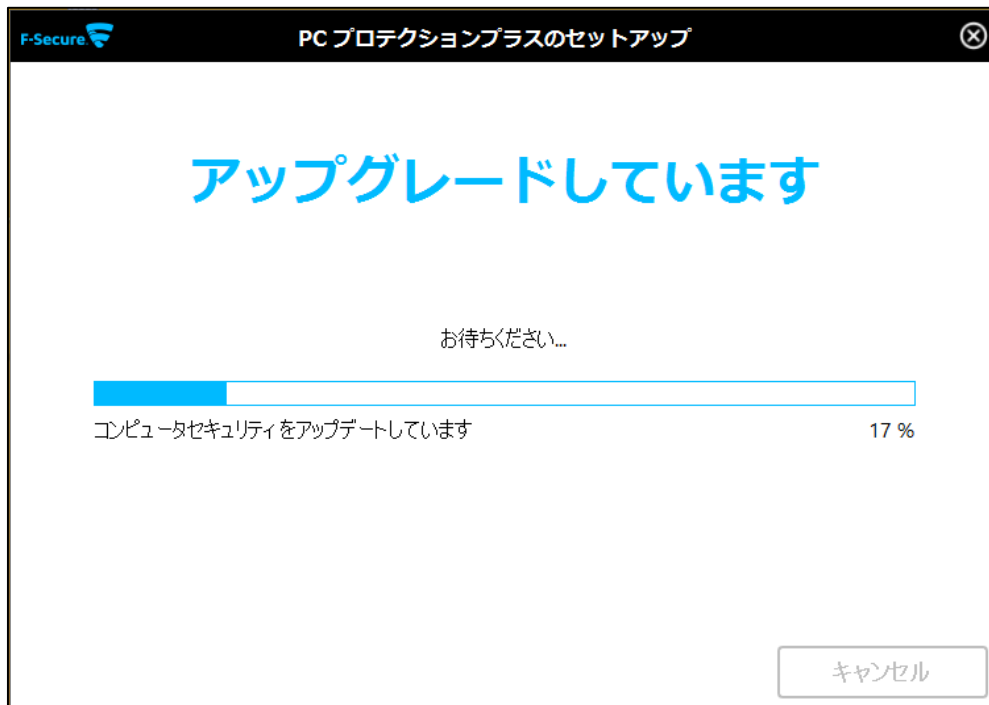 F-Secure
PC プロテクションプラスのセットアップ
アップグレードしています
お待ちください...
コンピュータセキュリティをアップデートしています
17 %
キャンセル